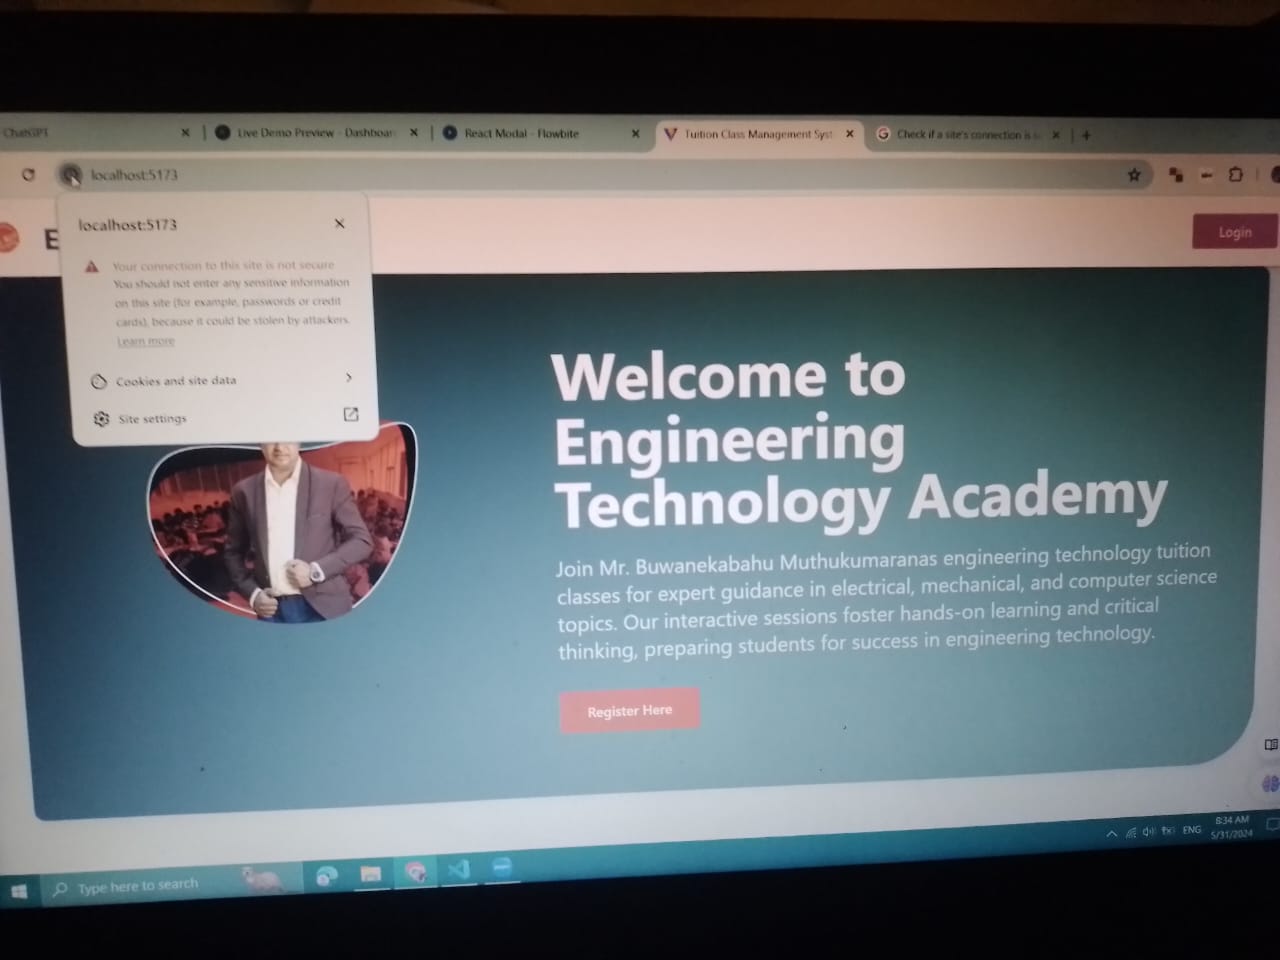 ChatGPT
Live Demo Preview - Dashboar
React Modal - Flowbite
Tuition Class Management Syst
Check if a site's connection is
localhost:5173
localhost:5173
E
Login
Your connection to this site is not secure
You should not enter any sensitive information
on this site (for example, passwords or credit
cards), because it could be stolen by attackers.
Learn more
Cookies and site data
Site settings
Welcome to
Engineering
Technology Academy
Join Mr. Buwanekabahu Muthukumaranas engineering technology tuition
classes for expert guidance in electrical, mechanical, and computer science
topics. Our interactive sessions foster hands-on learning and critical
thinking, preparing students for success in engineering technology.
Register Here
Type here to search
ENG
8:34 AM
5/31/2024